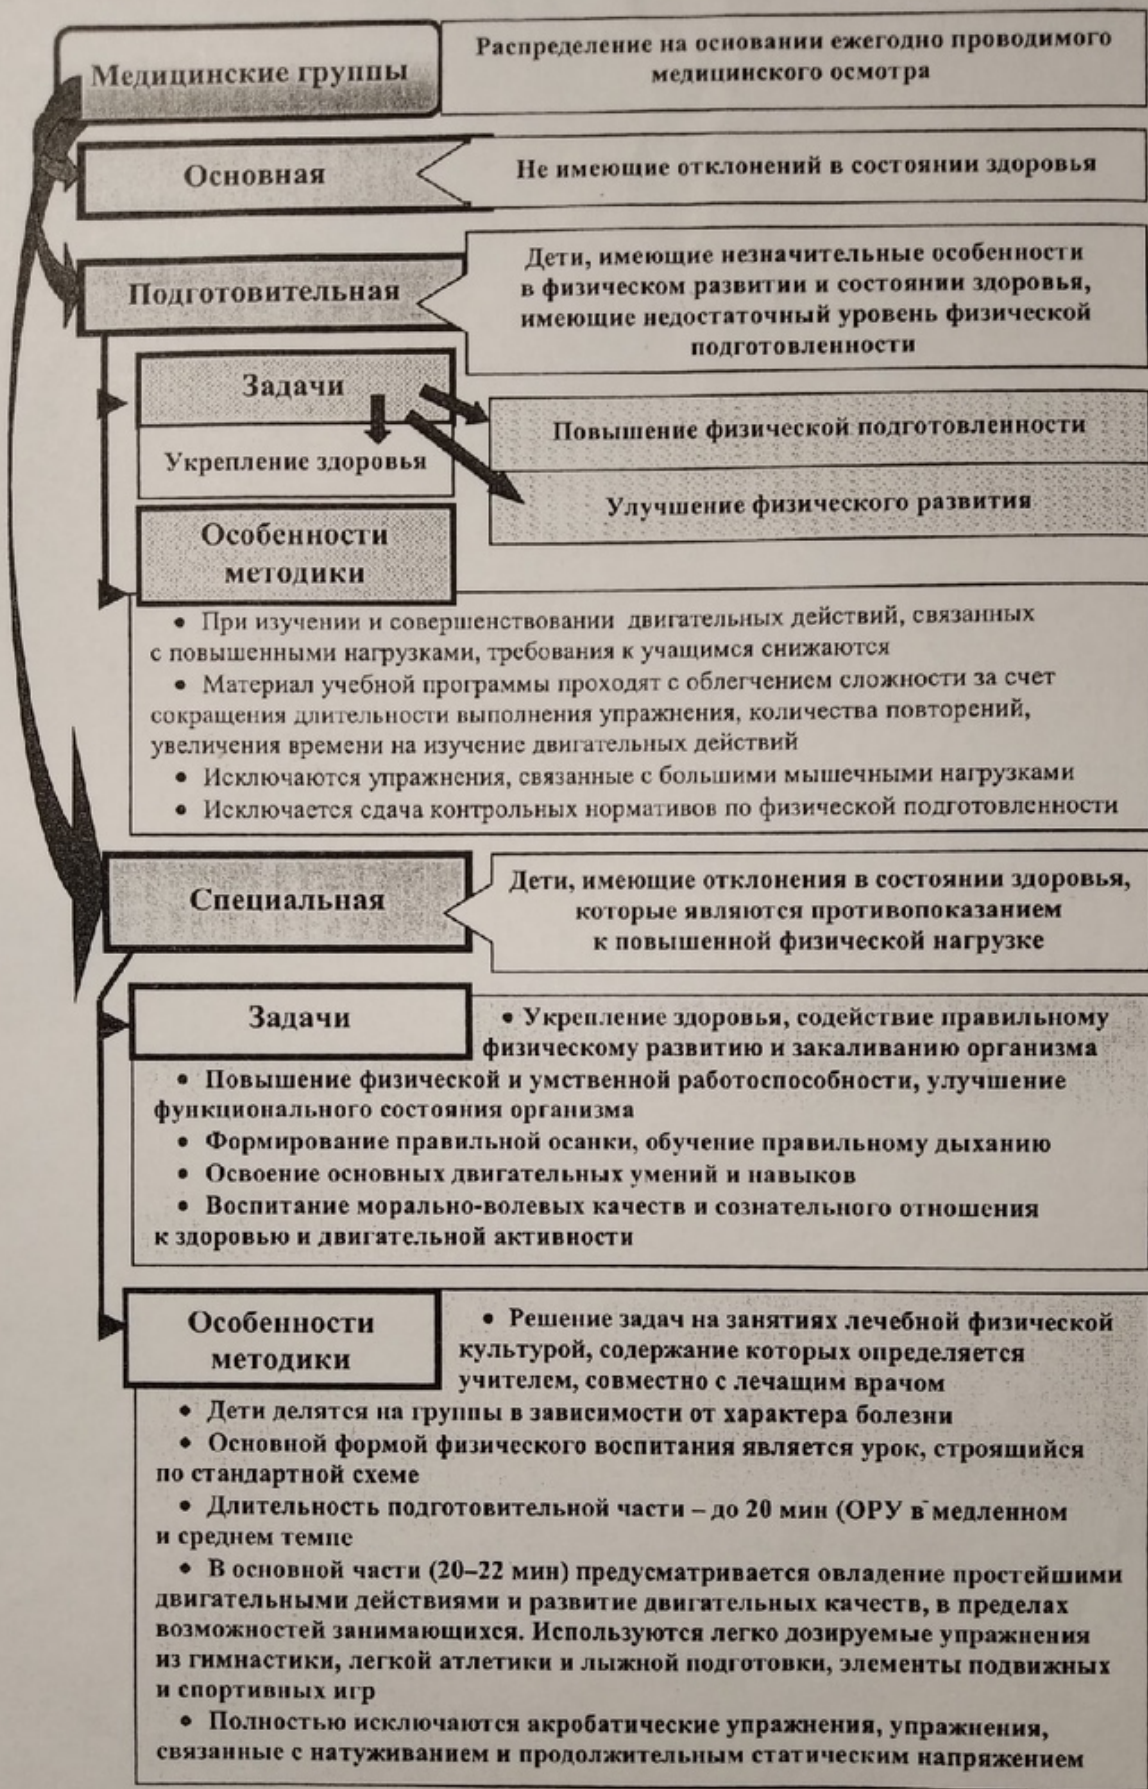 Медицинские группы
Распределение на основании ежегодно проводимого
медицинского осмотра
Основная
Не имеющие отклонений в состоянии здоровья
Подготовительная
Дети, имеющие незначительные особенности
в физическом развитии и состоянии здоровья,
имеющие недостаточный уровень физической
подготовленности
Задачи
Укрепление здоровья
Повышение физической подготовленности
Улучшение физического развития
Особенности
методики
• При изучении и совершенствовании двигательных действий, связанных
с повышенными нагрузками, требования к учащимся снижаются
• Материал учебной программы проходят с облегчением сложности за счет
сокращения длительности выполнения упражнения, количества повторений,
увеличения времени на изучение двигательных действий
• Исключаются упражнения, связанные с большими мышечными нагрузками
• Исключается сдача контрольных нормативов по физической подготовленности
Специальная
Дети, имеющие отклонения в состоянии здоровья,
которые являются противопоказанием
к повышенной физической нагрузке
Задачи
• Укрепление здоровья, содействие правильному
физическому развитию и закаливанию организма
• Повышение физической и умственной работоспособности, улучшение
функционального состояния организма
• Формирование правильной осанки, обучение правильному дыханию
• Освоение основных двигательных умений и навыков
• Воспитание морально-волевых качеств и сознательного отношения
к здоровью и двигательной активности
Особенности
методики
• Решение задач на занятиях лечебной физической
культурой, содержание которых определяется
учителем, совместно с лечащим врачом
• Дети делятся на группы в зависимости от характера болезни
• Основной формой физического воспитания является урок, строящийся
по стандартной схеме
• Длительность подготовительной части – до 20 мин (ОРУ в медленном
и среднем темпе
• В основной части (20–22 мин) предусматривается овладение простейшими
двигательными действиями и развитие двигательных качеств, в пределах
возможностей занимающихся. Используются легко дозируемые упражнения
из гимнастики, легкой атлетики и лыжной подготовки, элементы подвижных
и спортивных игр
• Полностью исключаются акробатические упражнения, упражнения,
связанные с натуживанием и продолжительным статическим напряжением